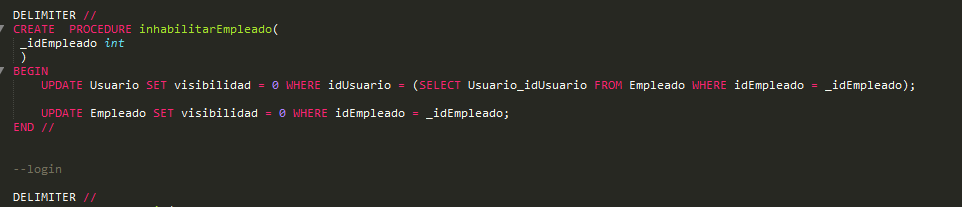 DELIMITER //
CREATE  PROCEDURE inhabilitarEmpleado(
 _idEmpleado int
 )
BEGIN
    UPDATE Usuario SET visibilidad = 0 WHERE idUsuario = (SELECT Usuario_idUsuario FROM Empleado WHERE idEmpleado = _idEmpleado);
    UPDATE Empleado SET visibilidad = 0 WHERE idEmpleado = _idEmpleado;
END //
--login
DELIMITER //